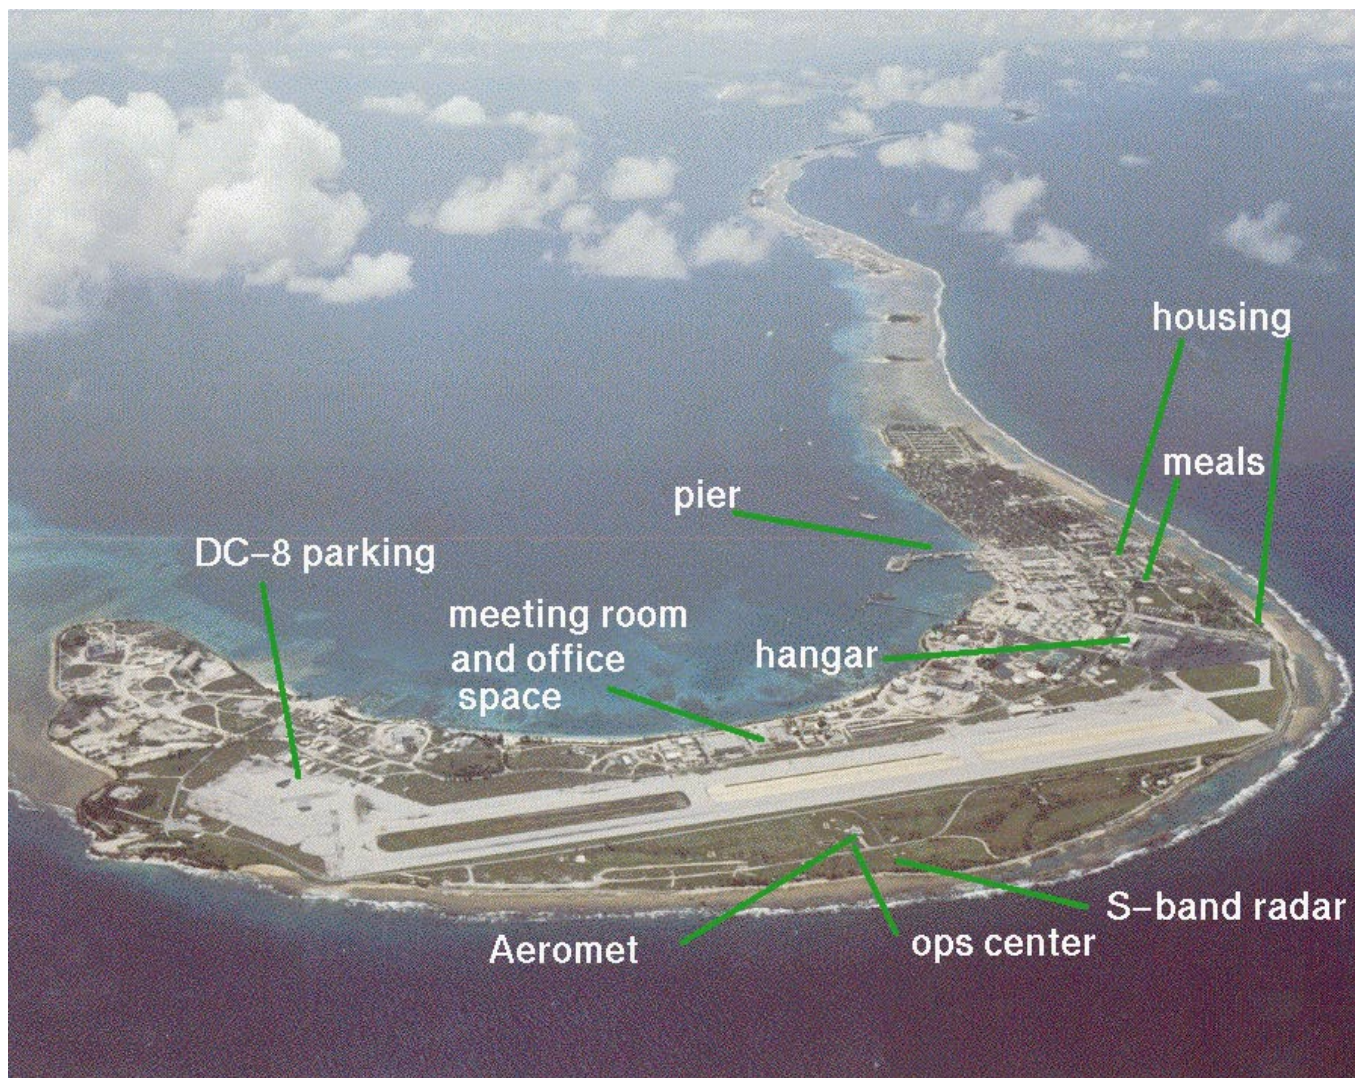 housing
meals
pier
DC–8 parking
meeting room
and office
space
hangar
S–band radar
ops center
Aeromet